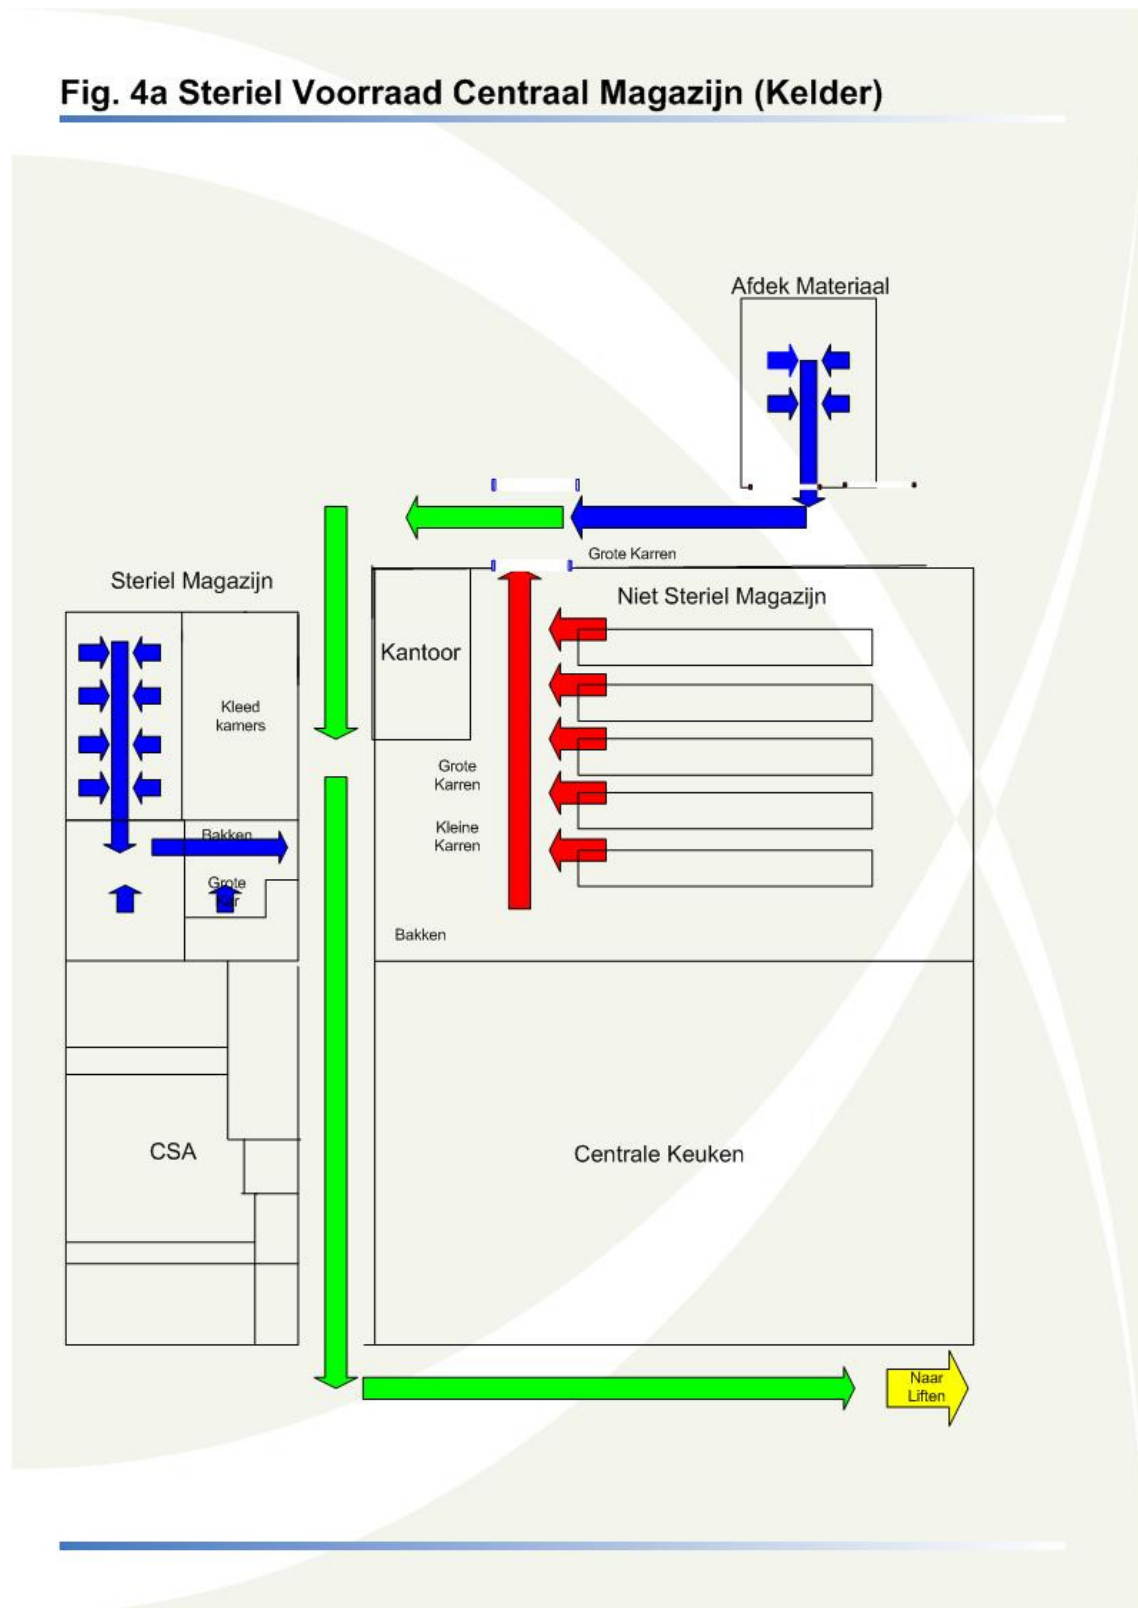 Fig. 4a Steriel Voorraad Centraal Magazijn (Kelder)
Afdek Materiaal
Grote Karren
Steriel Magazijn
Niet Steriel Magazijn
Kantoor
Kleed
kamers
Grote
Karren
Kleine
Karren
Bakken
Grote
Kar
Bakken
CSA
Centrale Keuken
Naar
Liften